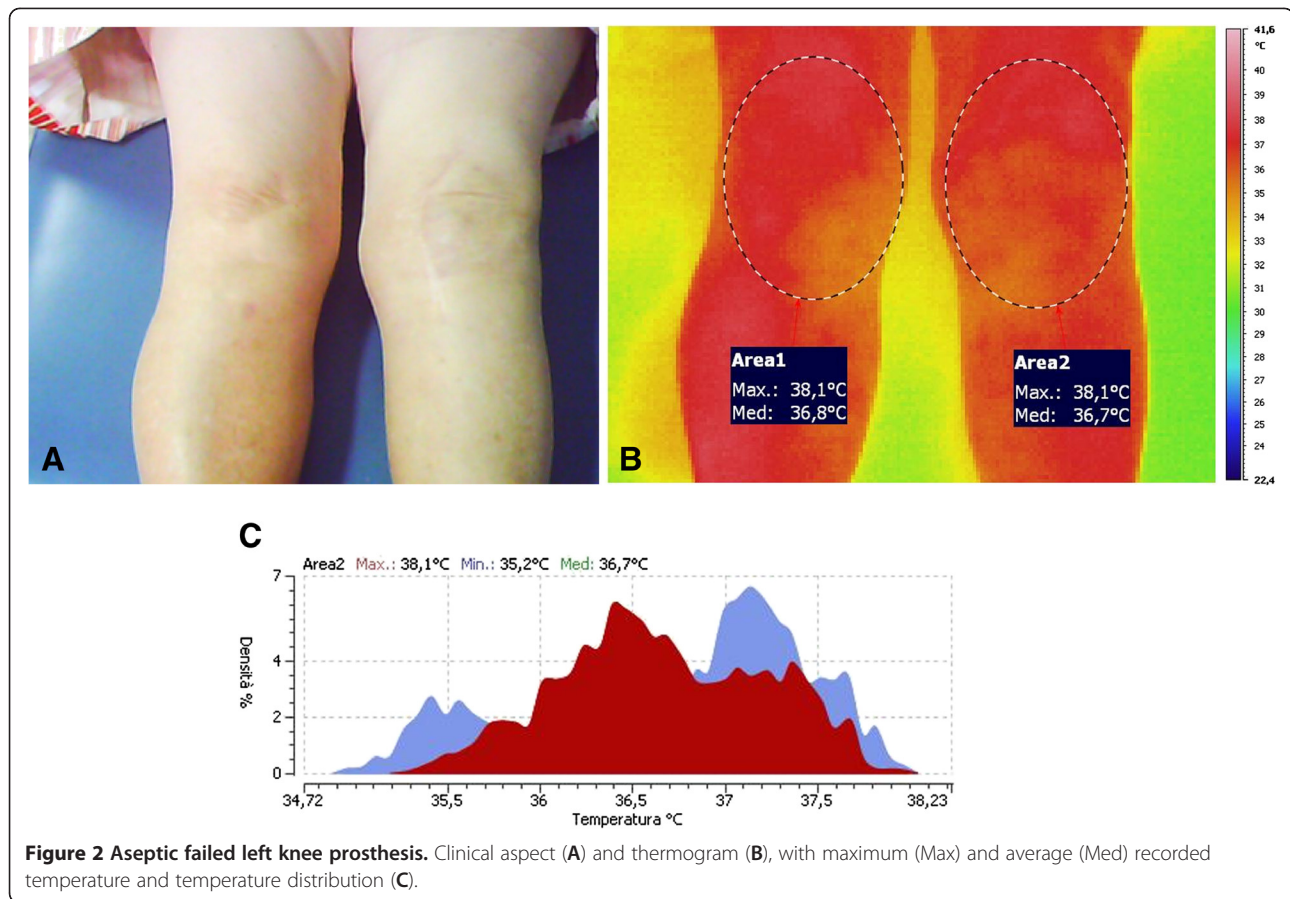 A
B
Area1
Max.: 38,1°C
Med: 36,8°C
Area2
Max.: 38,1°C
Med: 36,7°C
41,6
°C
40
39
38
37
36
35
34
33
32
31
30
29
28
27
26
25
24
22,4
C
Area2 Max.: 38,1°C Min.: 35,2°C Med: 36,7°C
7
4
2
0
Densità %
34,72 35,5 36 36,5 37 37,5 38,23
Temperatura °C
Figure 2 Aseptic failed left knee prosthesis. Clinical aspect (A) and thermogram (B), with maximum (Max) and average (Med) recorded
temperature and temperature distribution (C).